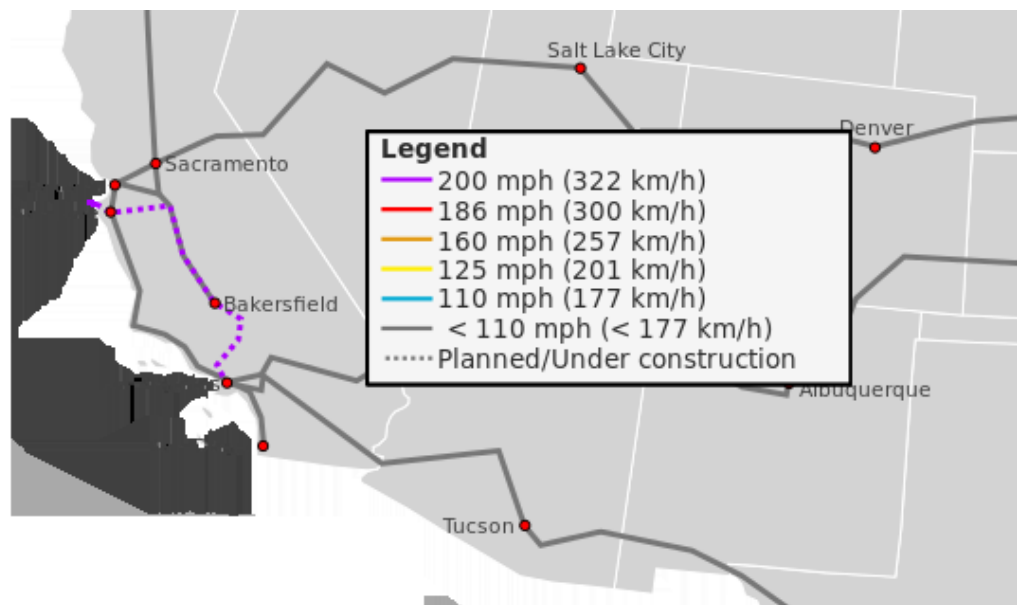 Salt Lake City
Denver
Sacramento
Legend
200 mph (322 km/h)
186 mph (300 km/h)
160 mph (257 km/h)
125 mph (201 km/h)
110 mph (177 km/h)
< 110 mph (< 177 km/h)
Planned/Under construction
Bakersfield
Albuquerque
Tucson